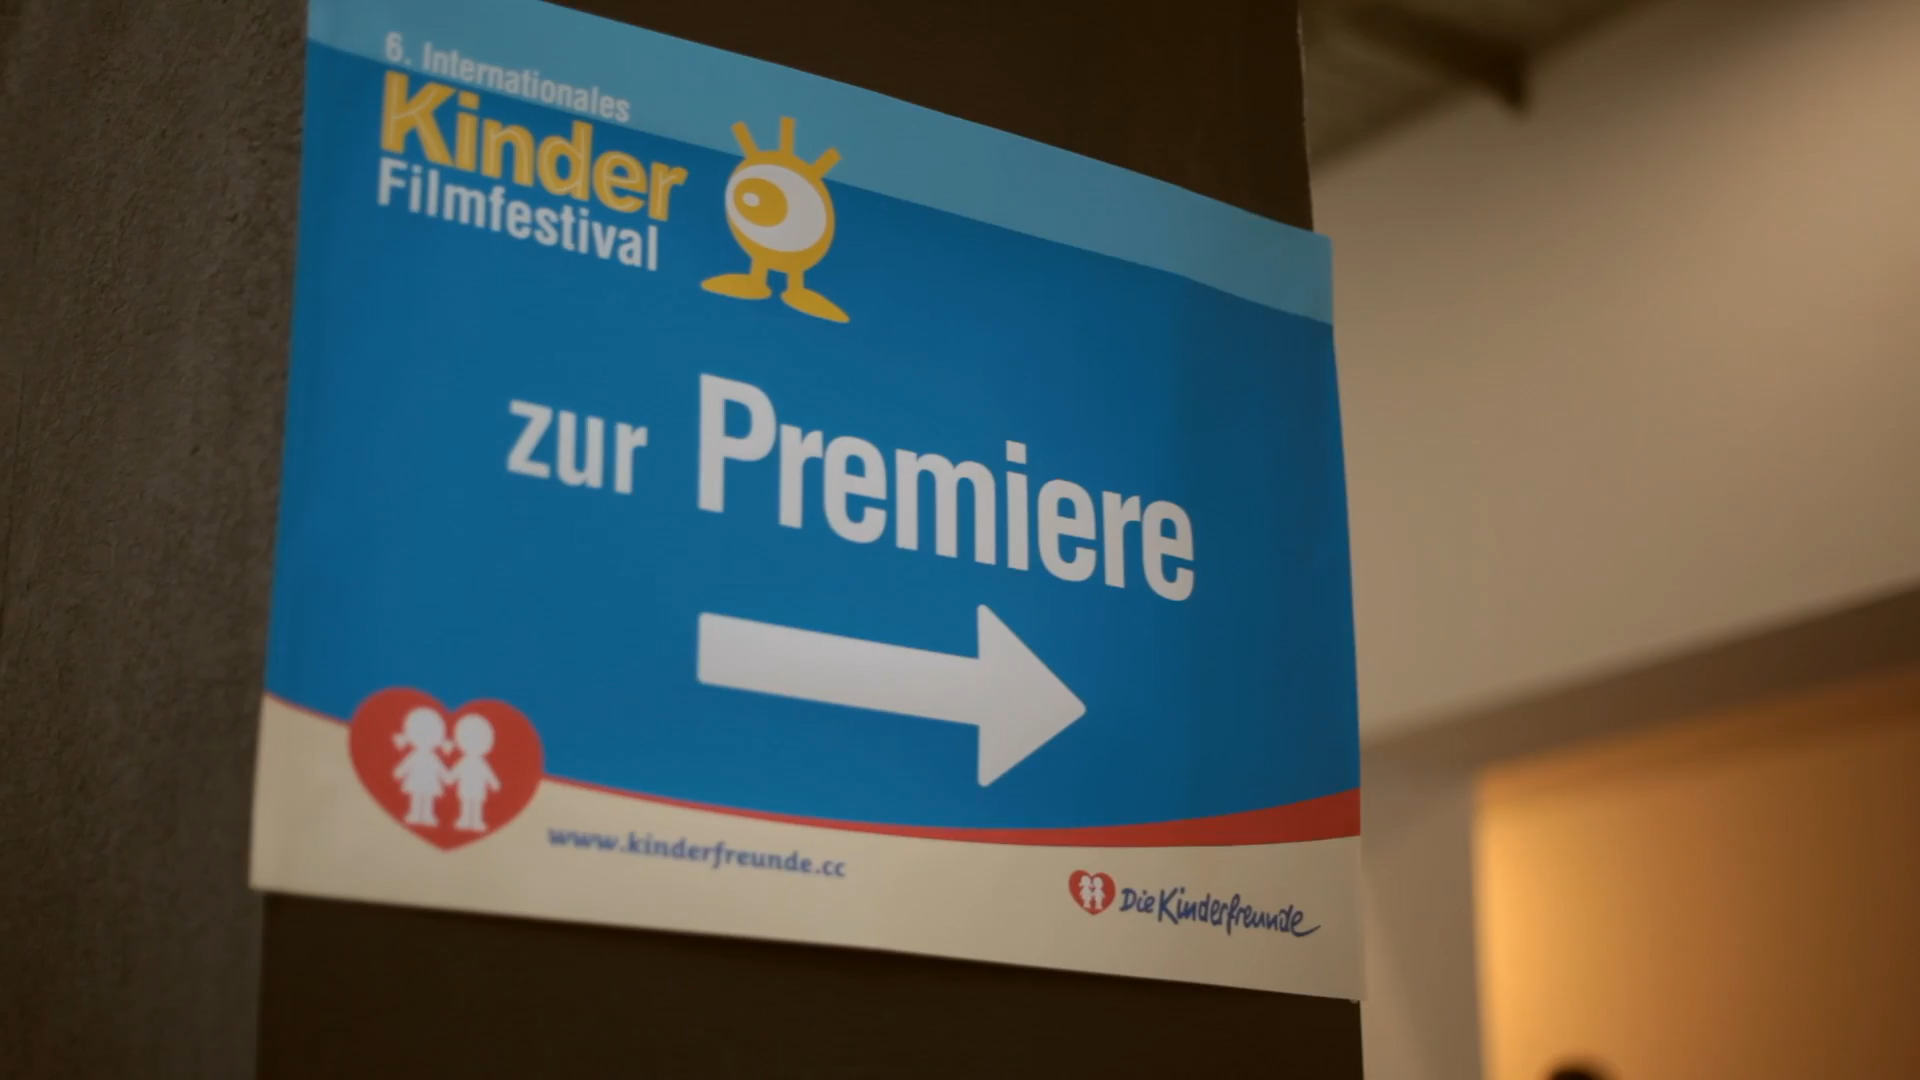 6. Internationales
Kinder
Filmfestival
zur Premiere
www.kinderfreunde.cc
Die Kinderfreunde